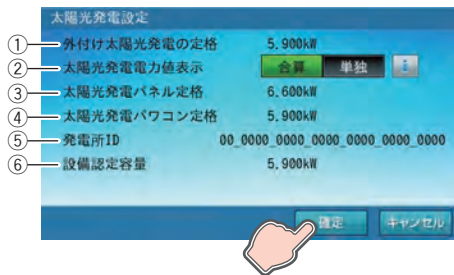 太陽光発電設定
① 外付け太陽光発電の定格 5.900kW
② 太陽光発電電力値表示 合算 単独 i
③ 太陽光発電パネル定格 6.600kW
④ 太陽光発電パワコン定格 5.900kW
⑤ 発電所ID 00_0000_0000_0000_0000_0000_0000
⑥ 設備認定容量 5.900kW
確定 キャンセル